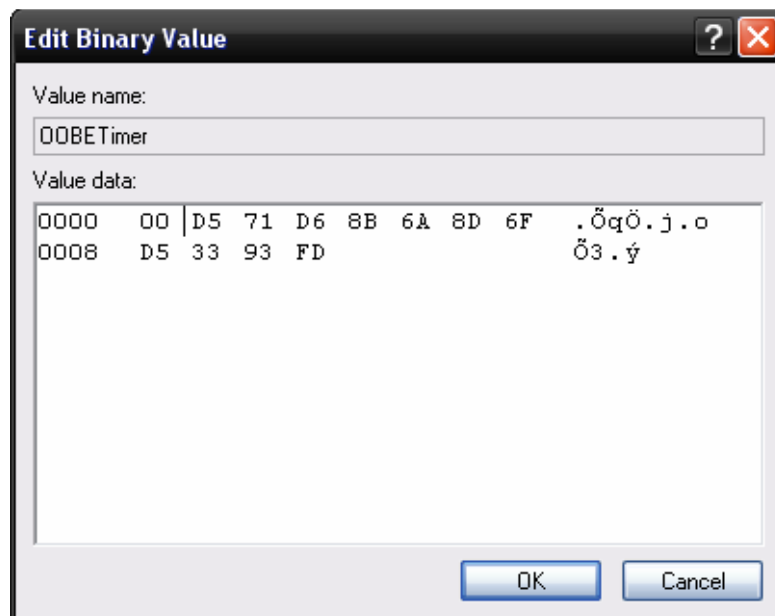 Edit Binary Value
Value name:
OOBETimer
Value data:
0000 00 D5 71 D6 8B 6A 8D 6F .ÕqÖ.j.o
0008 D5 33 93 FD Õ3.ý
OK Cancel